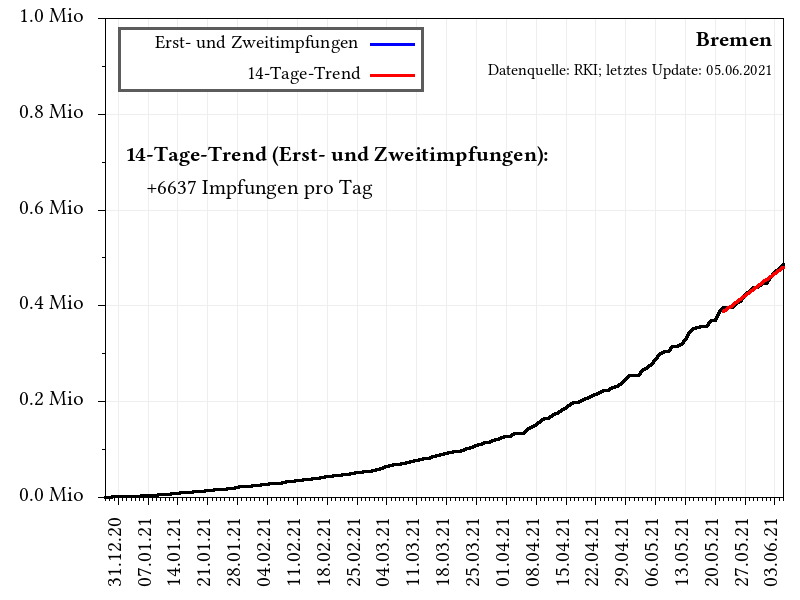 1.0 Mio
0.8 Mio
0.6 Mio
0.4 Mio
0.2 Mio
0.0 Mio
Erst- und Zweitimpfungen
14-Tage-Trend
Bremen
Datenquelle: RKI; letztes Update: 05.06.2021
14-Tage-Trend (Erst- und Zweitimpfungen):
+6637 Impfungen pro Tag
31.12.20
07.01.21
14.01.21
21.01.21
28.01.21
04.02.21
11.02.21
18.02.21
25.02.21
04.03.21
11.03.21
18.03.21
25.03.21
01.04.21
08.04.21
15.04.21
22.04.21
29.04.21
06.05.21
13.05.21
20.05.21
27.05.21
03.06.21